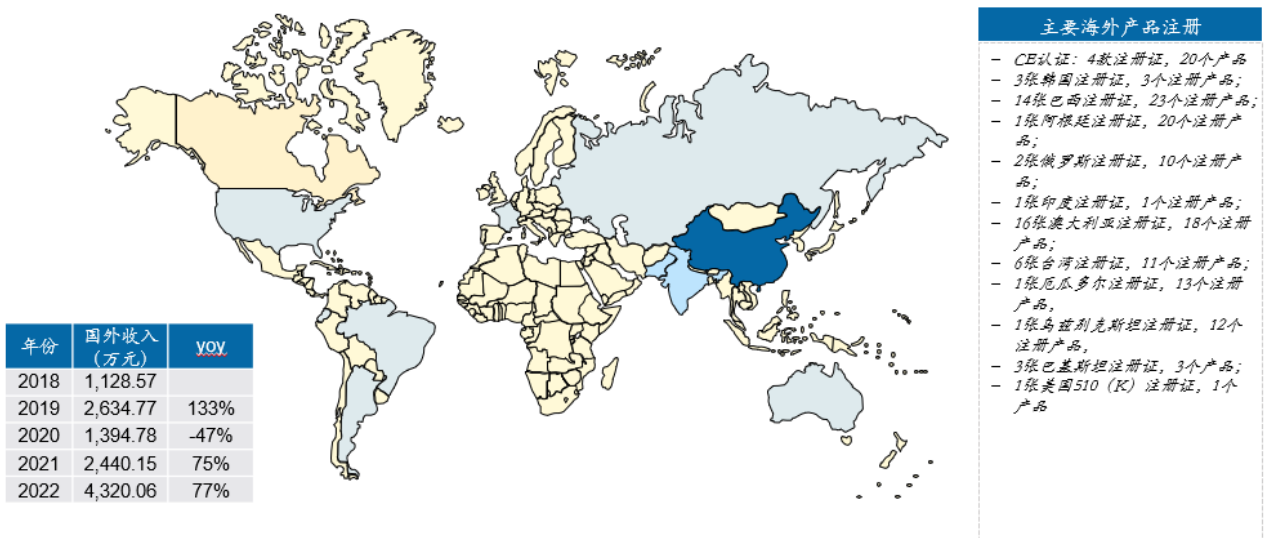 主要海外产品注册
– CE认证：4款注册证，20个产品
– 3张韩国注册证，3个注册产品；
– 14张巴西注册证，23个注册产品；
– 1张阿根廷注册证，20个注册产
品；
– 2张俄罗斯注册证，10个注册产
品；
– 1张印度注册证，1个注册产品；
– 16张澳大利亚注册证，18个注册
产品；
– 6张台湾注册证，11个注册产品；
– 1张厄瓜多尔注册证，13个注册
产品，
– 1张乌兹别克斯坦注册证，12个
注册产品，
– 3张巴基斯坦注册证，3个产品；
– 1张美国510（K）注册证，1个
产品
年份 国外收入 yoy
(万元)
2018 1,128.57
2019 2,634.77 133%
2020 1,394.78 -47%
2021 2,440.15 75%
2022 4,320.06 77%